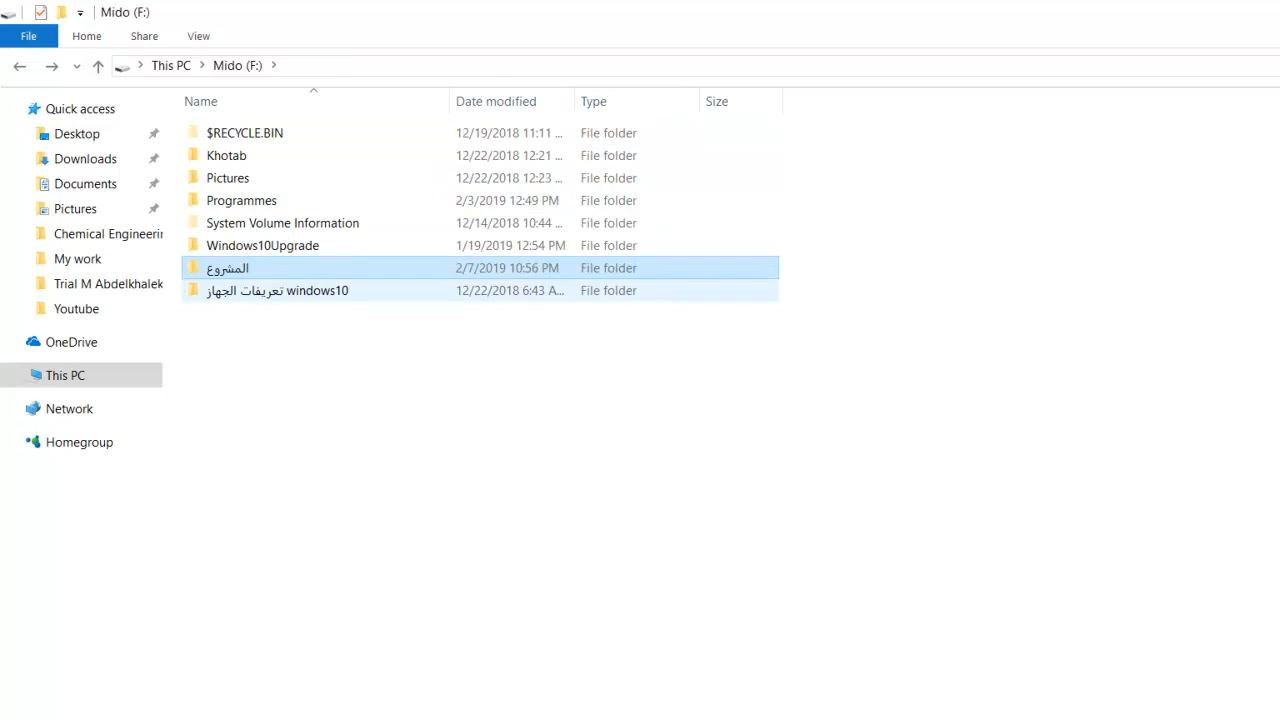 Mido (F:)
File Home Share View
This PC Mido (F:)
Name Date modified Type Size
Quick access
Desktop
Downloads
Documents
Pictures
Chemical Engineerin
My work
Trial M Abdelkhalek
Youtube
OneDrive
This PC
Network
Homegroup
$RECYCLE.BIN 12/19/2018 11:11 ... File folder
Khotab 12/22/2018 12:21 ... File folder
Pictures 12/22/2018 12:23 ... File folder
Programmes 2/3/2019 12:49 PM File folder
System Volume Information 12/14/2018 10:44 ... File folder
Windows10Upgrade 1/19/2019 12:54 PM File folder
المشروع 2/7/2019 10:56 PM File folder
تعريفات الجهاز windows10 12/22/2018 6:43 A... File folder